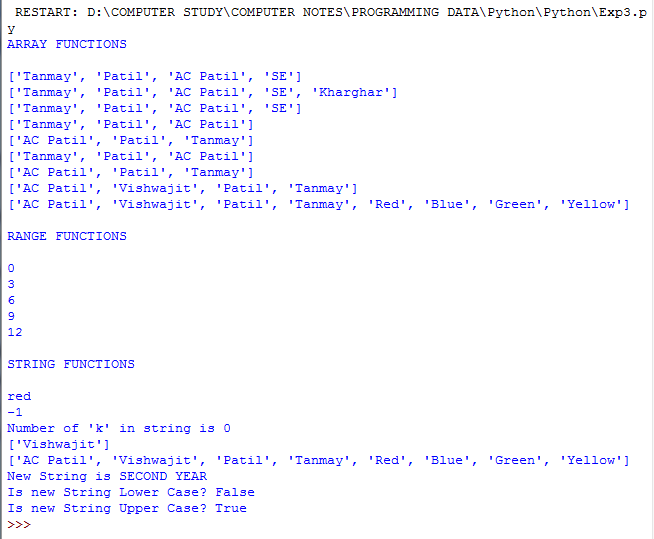 RESTART: D:\COMPUTER STUDY\COMPUTER NOTES\PROGRAMMING DATA\Python\Python\Exp3.p
y
ARRAY FUNCTIONS
['Tanmay', 'Patil', 'AC Patil', 'SE']
['Tanmay', 'Patil', 'AC Patil', 'SE', 'Kharghar']
['Tanmay', 'Patil', 'AC Patil', 'SE']
['Tanmay', 'Patil', 'AC Patil']
['AC Patil', 'Patil', 'Tanmay']
['Tanmay', 'Patil', 'AC Patil']
['AC Patil', 'Patil', 'Tanmay']
['AC Patil', 'Vishwajit', 'Patil', 'Tanmay']
['AC Patil', 'Vishwajit', 'Patil', 'Tanmay', 'Red', 'Blue', 'Green', 'Yellow']
RANGE FUNCTIONS
0
3
6
9
12
STRING FUNCTIONS
red
-1
Number of 'k' in string is 0
['Vishwajit']
['AC Patil', 'Vishwajit', 'Patil', 'Tanmay', 'Red', 'Blue', 'Green', 'Yellow']
New String is SECOND YEAR
Is new String Lower Case? False
Is new String Upper Case? True
>>>